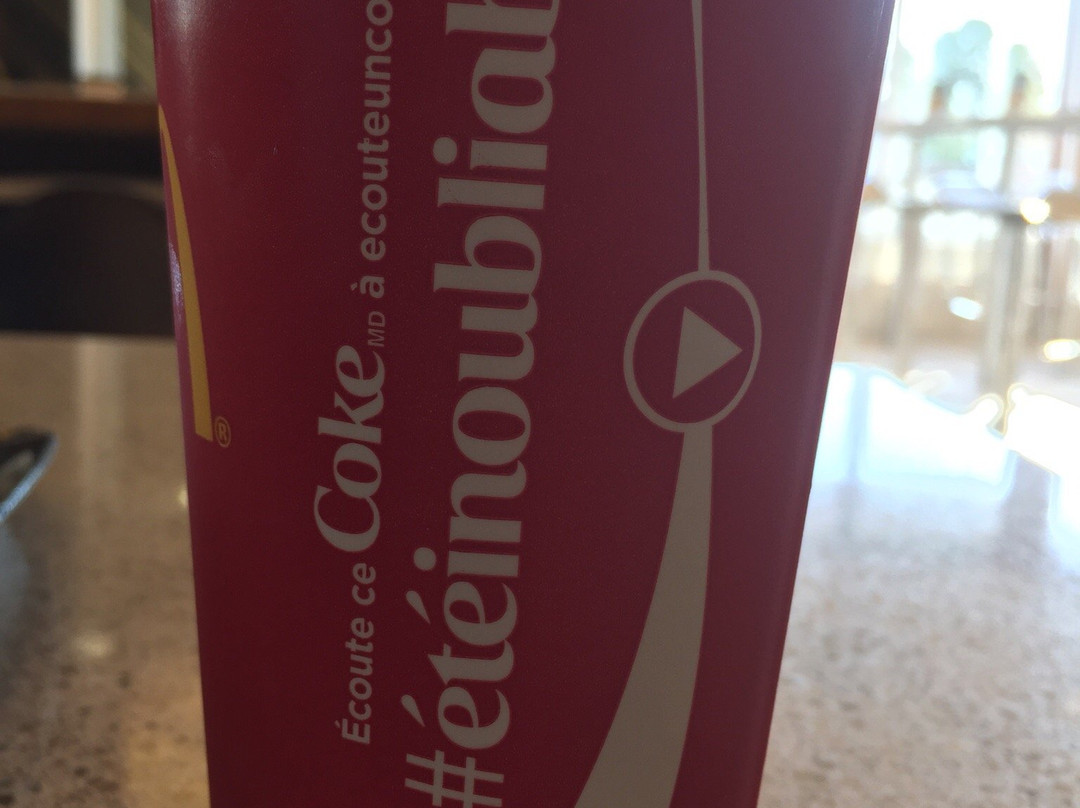 Écoute ce Coke MD à ecouteunco
#étéinoubliab
®